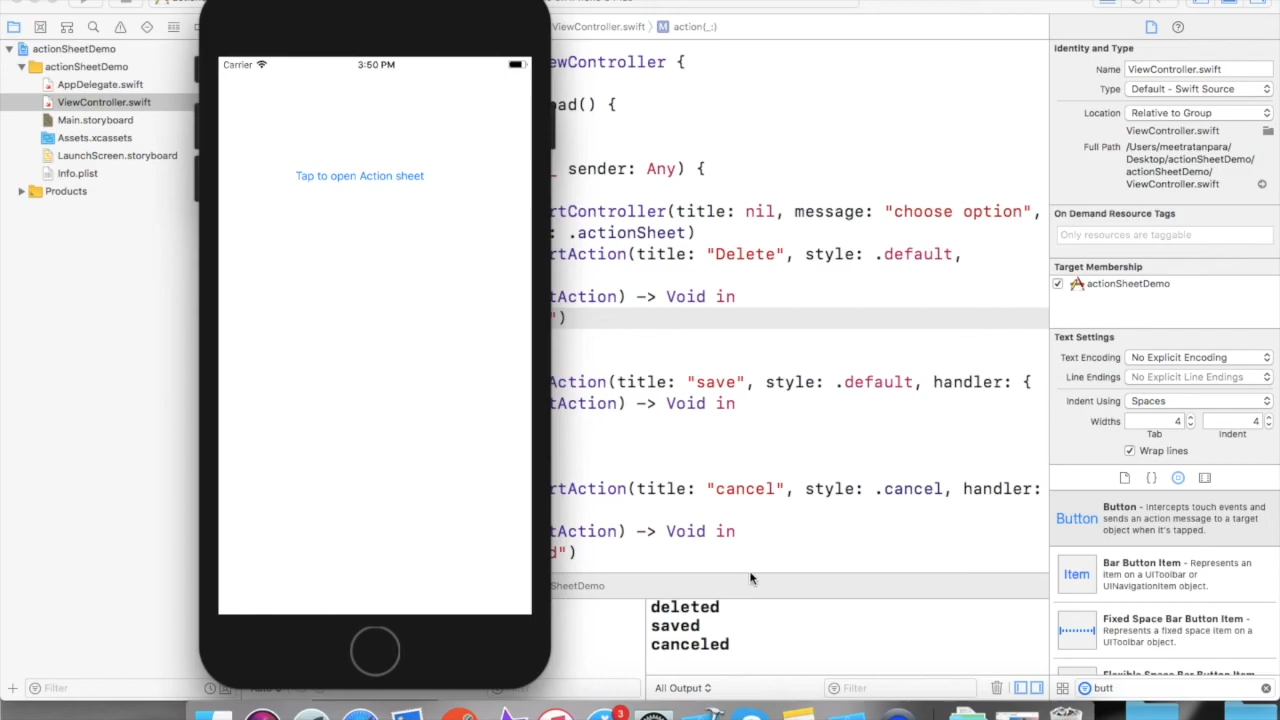 ViewController.swift
action(_:)
actionSheetDemo
actionSheetDemo
AppDelegate.swift
ViewController.swift
Main.storyboard
Assets.xcassets
LaunchScreen.storyboard
Info.plist
Products
Filter
Carrier
3:50 PM
Tap to open Action sheet
ewController {
ad() {
_ sender: Any) {
rtController(title: nil, message: "choose option",
: .actionSheet)
rtAction(title: "Delete", style: .default,
tAction) -> Void in
")
Action(title: "save", style: .default, handler: {
tAction) -> Void in
rtAction(title: "cancel", style: .cancel, handler:
tAction) -> Void in
d")
SheetDemo
deleted
saved
canceled
All Output
Filter
Identity and Type
Name ViewController.swift
Type Default - Swift Source
Location Relative to Group
ViewController.swift
Full Path /Users/meetratanpara/
Desktop/actionSheetDemo/
actionSheetDemo/
ViewController.swift
On Demand Resource Tags
Only resources are taggable
Target Membership
actionSheetDemo
Text Settings
Text Encoding No Explicit Encoding
Line Endings No Explicit Line Endings
Indent Using Spaces
Widths 4 4
Tab Indent
Wrap lines
Button
Button - Intercepts touch events and
sends an action message to a target
object when it's tapped.
Item
Bar Button Item - Represents an
item on a UIToolbar or
UINavigationItem object.
Fixed Space Bar Button Item -
Represents a fixed space item on a
UIToolbar object.
Flexible Space Bar Button Item
butt
3